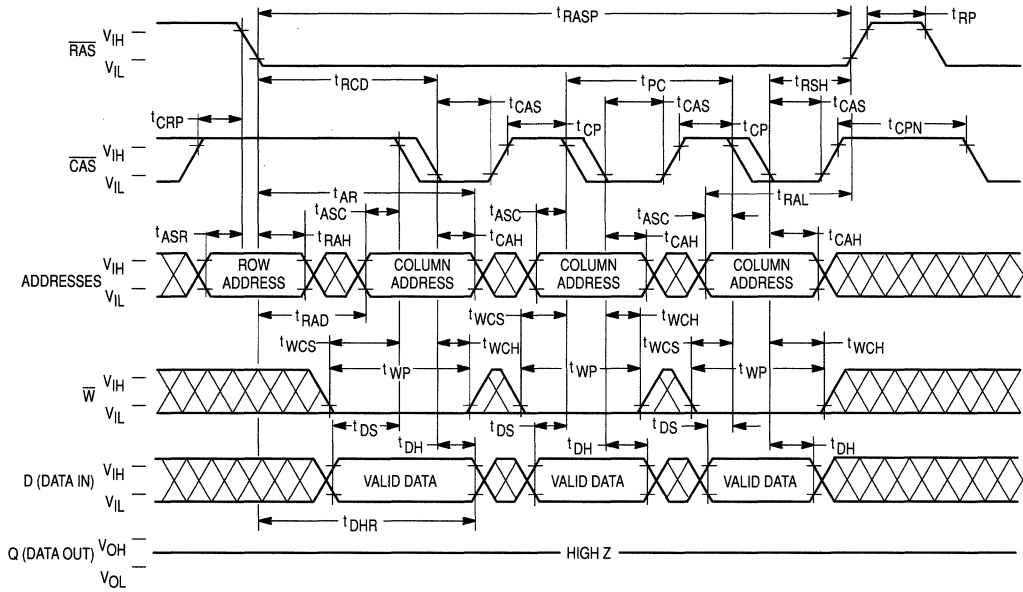 tRASP
tRP
RAS
VIH
VIL
tRCD
tPC
tRSH
tCRP
tCAS
tCP
tCAS
tCP
tCAS
tCPN
CAS
VIH
VIL
tAR
tRAL
tASC
tASC
tASC
tASR
tRAH
tCAH
tCAH
tCAH
ADDRESSES
VIH
VIL
ROW ADDRESS
COLUMN ADDRESS
COLUMN ADDRESS
COLUMN ADDRESS
tRAD
tWCS
tWCH
tWCS
tWCH
tWCS
tWCH
tWP
tWP
tWP
W
VIH
VIL
tDS
tDS
tDS
tDH
tDH
tDH
D (DATA IN)
VIH
VIL
VALID DATA
VALID DATA
VALID DATA
tDHR
Q (DATA OUT)
VOH
VOL
HIGH Z